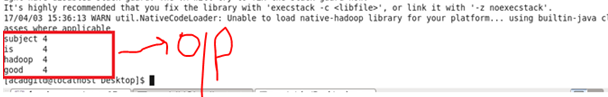 It's highly recommended that you fix the library with 'execstack -c <libfile>', or link it with '-z noexecstack'.
17/04/03 15:36:13 WARN util.NativeCodeLoader: Unable to load native-hadoop library for your platform... using builtin-java cl
asses where applicable
subject 4
is 4
hadoop 4
good 4
o/p
[acadgild@localhost Desktop]$